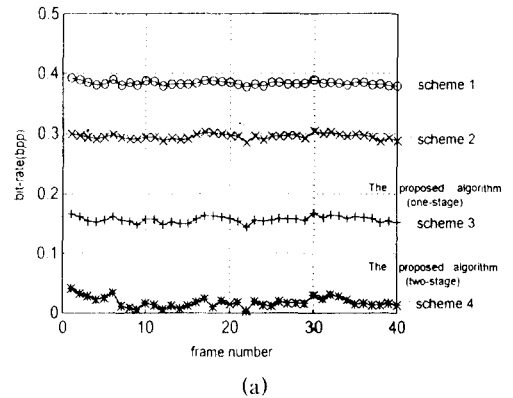 0.5
0.4
0.3
0.2
0.1
0
bit-rate(bpp)
scheme 1
scheme 2
The proposed algorithm
(one-stage)
scheme 3
The proposed algorithm
(two-stage)
scheme 4
0 10 20 30 40
frame number
(a)